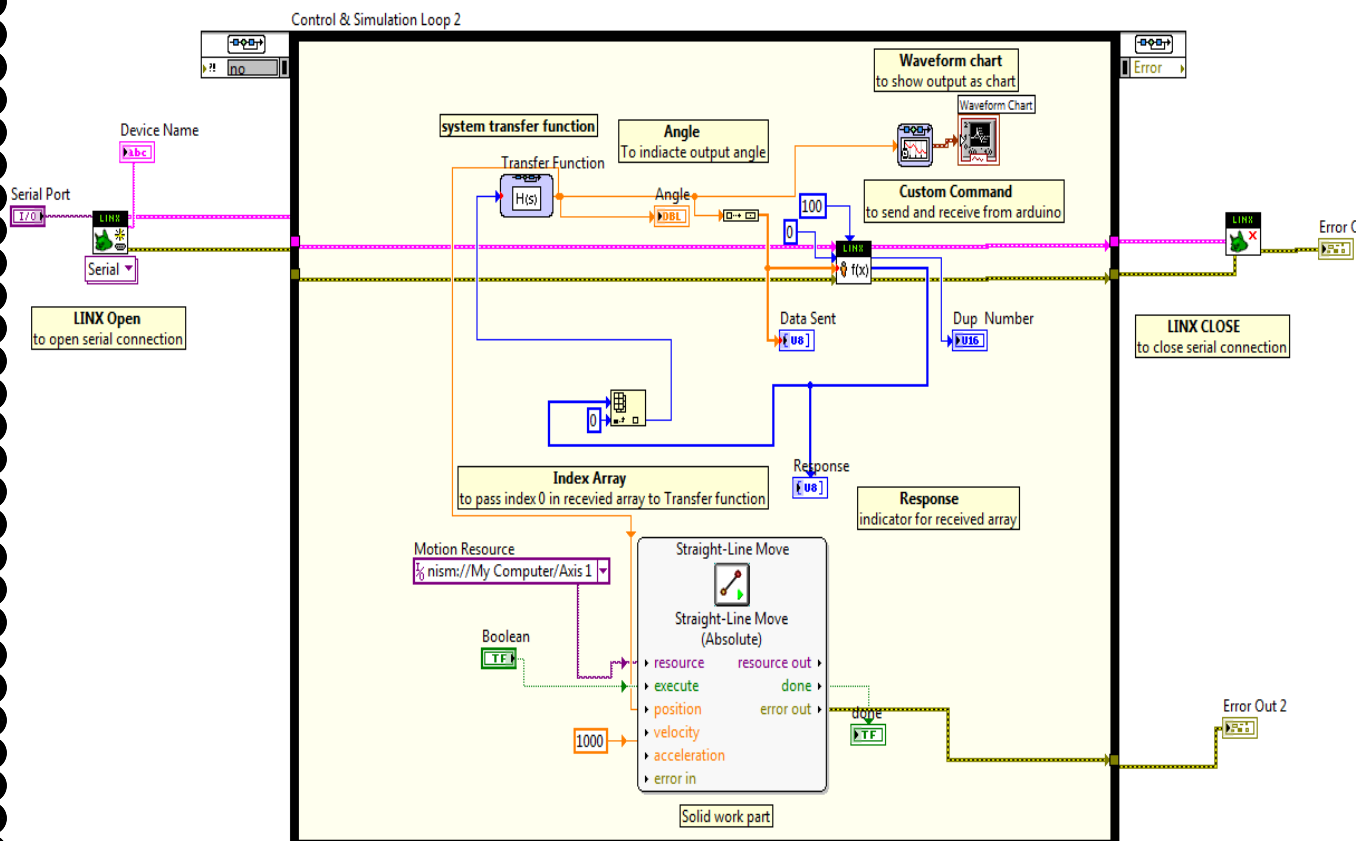 Control & Simulation Loop 2
no
Error
Waveform chart
to show output as chart
Waveform Chart
system transfer function
Angle
To indiacte output angle
Device Name
abc
Transfer Function
H(s)
Serial Port
I/O
LINX
Serial
Angle
DBL
100
0
Custom Command
to send and receive from arduino
LINX
f(x)
LINX
Error O
LINX Open
to open serial connection
Data Sent
[U8]
Dup Number
U16
LINX CLOSE
to close serial connection
0
Index Array
to pass index 0 in recevied array to Transfer function
Response
[U8]
Response
indicator for received array
Motion Resource
I/O nism://My Computer/Axis 1
Straight-Line Move
Straight-Line Move
(Absolute)
Boolean
TF
resource
resource out
execute
done
position
error out
velocity
acceleration
error in
1000
done
TF
Error Out 2
Solid work part